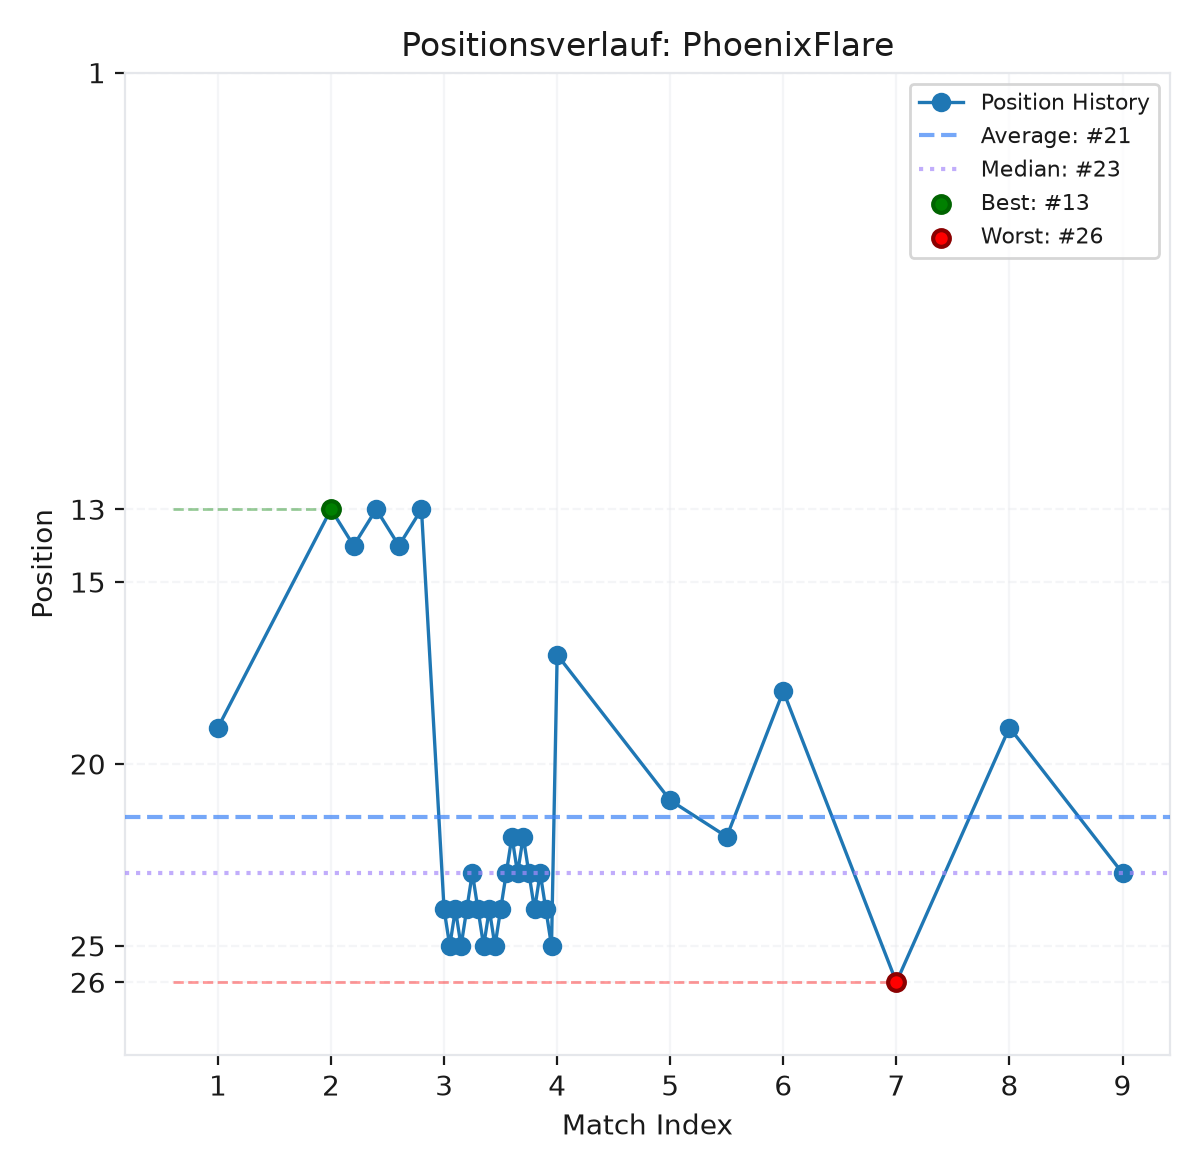 Positionsverlauf: PhoenixFlare
Position History
Average: #21
Median: #23
Best: #13
Worst: #26
Position
1
13
15
20
25
26
1 2 3 4 5 6 7 8 9
Match Index